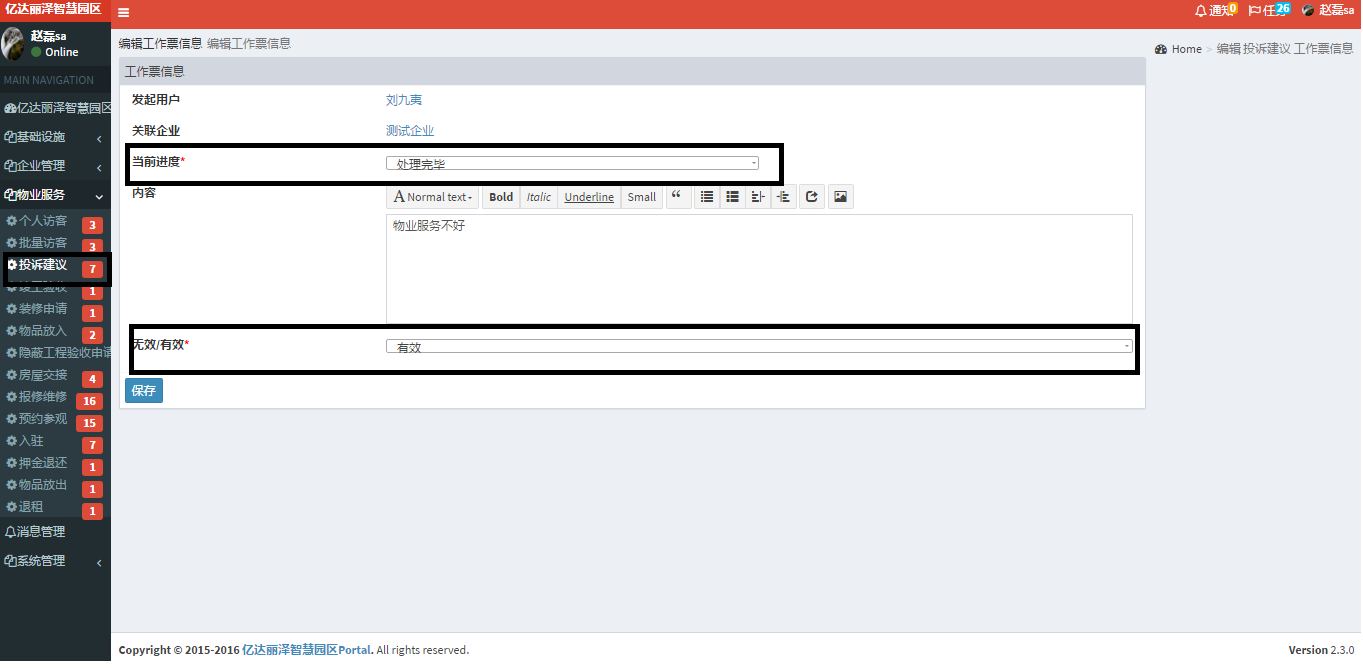 亿达丽泽智慧园区
通知 0 任务 26 赵磊sa
赵磊sa
Online
编辑工作票信息 编辑工作票信息
Home > 编辑 投诉建议 工作票信息
MAIN NAVIGATION
亿达丽泽智慧园区
基础设施
企业管理
物业服务
个人访客 3
批量访客 3
投诉建议 7
竣工验收 1
装修申请 1
物品放入 2
隐蔽工程验收申请
房屋交接 4
报修维修 16
预约参观 15
入驻 7
押金退还 1
物品放出 1
退租 1
消息管理
系统管理
工作票信息
发起用户 刘九夷
关联企业 测试企业
当前进度* 处理完毕
内容
A Normal text Bold Italic Underline Small “
物业服务不好
无效/有效* 有效
保存
Copyright © 2015-2016 亿达丽泽智慧园区Portal. All rights reserved.
Version 2.3.0